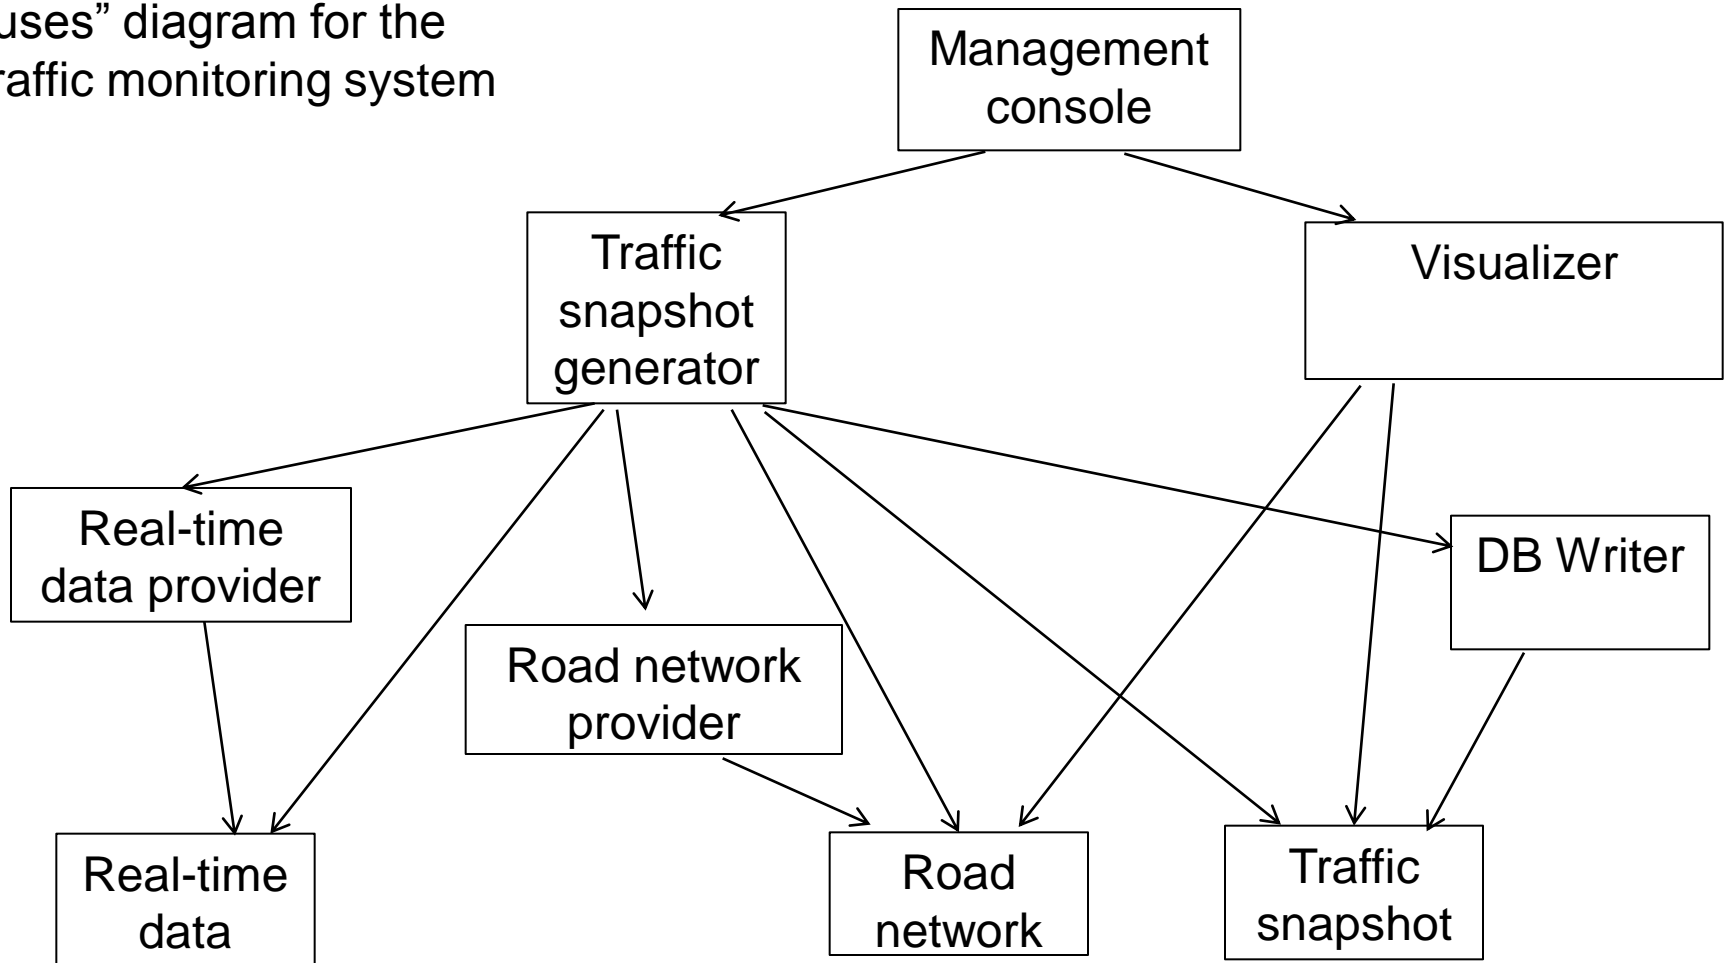 uses” diagram for the
raffic monitoring system
Management
console
Traffic
snapshot
generator
Visualizer
Real-time
data provider
DB Writer
Road network
provider
Real-time
data
Road
network
Traffic
snapshot